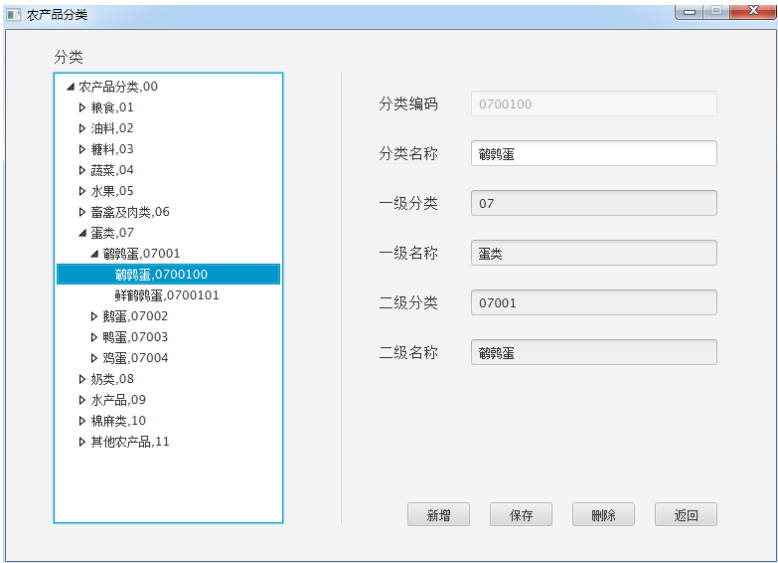 农产品分类
分类
农产品分类,00
粮食,01
油料,02
糖料,03
蔬菜,04
水果,05
畜禽及肉类,06
蛋类,07
鹌鹑蛋,07001
鹌鹑蛋,0700100
鲜鹌鹑蛋,0700101
鹅蛋,07002
鸭蛋,07003
鸡蛋,07004
奶类,08
水产品,09
棉麻类,10
其他农产品,11
分类编码 0700100
分类名称 鹌鹑蛋
一级分类 07
一级名称 蛋类
二级分类 07001
二级名称 鹌鹑蛋
新增 保存 删除 返回